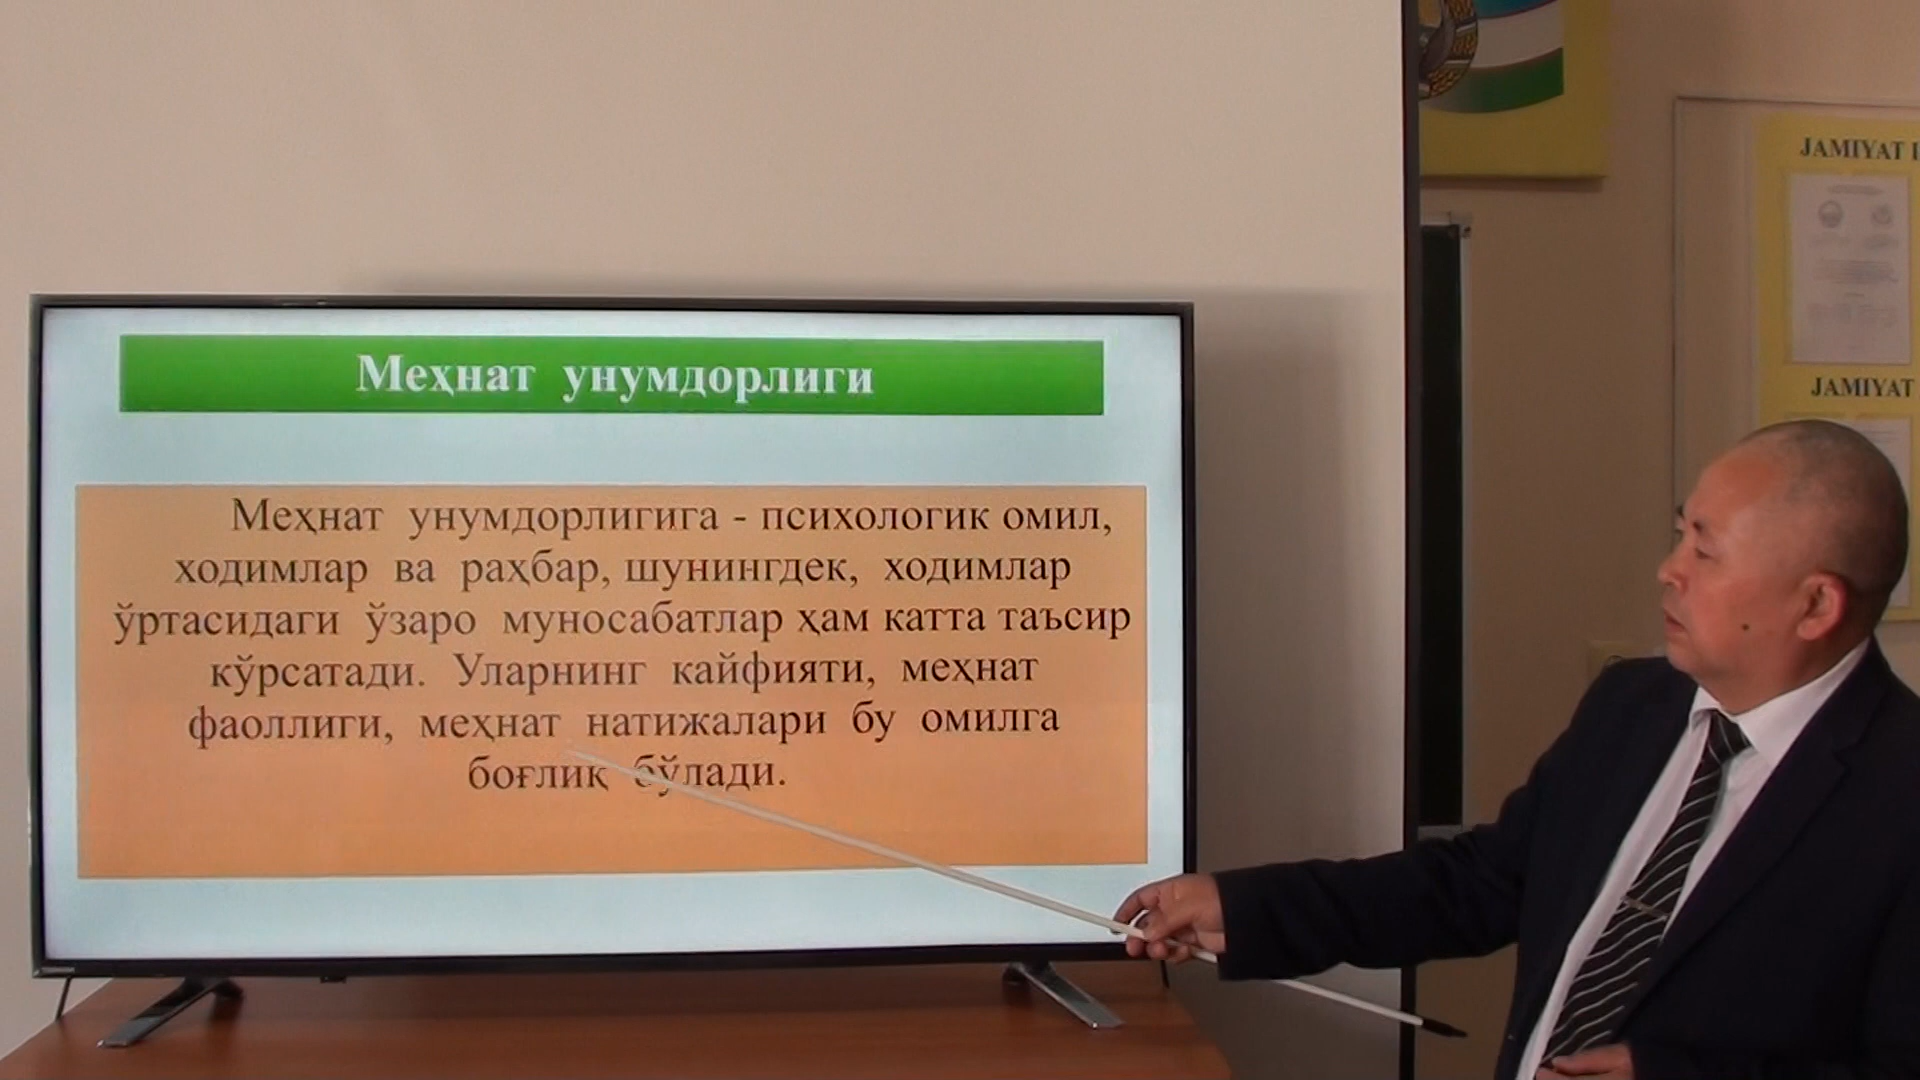 Меҳнат унумдорлиги
Меҳнат унумдорлигига - психологик омил,
ходимлар ва раҳбар, шунингдек, ходимлар
ўртасидаги ўзаро муносабатлар ҳам катта таъсир
кўрсатади. Уларнинг кайфияти, меҳнат
фаоллиги, меҳнат натижалари бу омилга
боғлиқ бўлади.
JAMIYAT
JAMIYAT